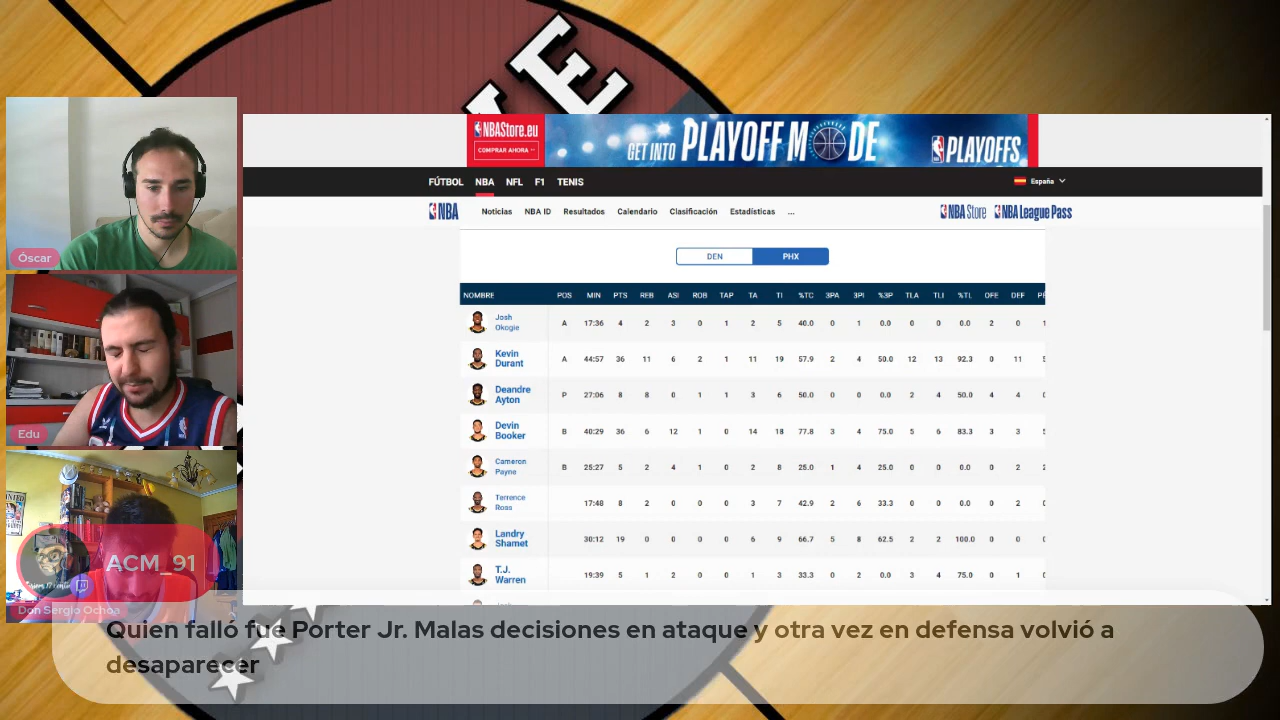 NBAStore.eu
COMPRAR AHORA
GET INTO PLAYOFF MODE
PLAYOFFS
FÚTBOL NBA NFL F1 TENIS
España
NBA
Noticias NBA ID Resultados Calendario Clasificación Estadísticas ...
NBA Store NBA League Pass
DEN PHX
NOMBRE POS MIN PTS REB ASI ROB TAP TA TI %TC 3PA 3PI %3P TLA TLI %TL OFE DEF
Josh Okogie A 17:36 4 2 3 0 1 2 5 40.0 0 1 0.0 0 0 0.0 2 0
Kevin Durant A 44:57 36 11 6 2 1 11 19 57.9 2 4 50.0 12 13 92.3 0 11
Deandre Ayton P 27:06 8 8 0 1 1 3 6 50.0 0 0 0.0 2 4 50.0 4 4
Devin Booker B 40:29 36 6 12 1 0 14 18 77.8 3 4 75.0 5 6 83.3 3 3
Cameron Payne B 25:27 5 2 4 1 0 2 8 25.0 1 4 25.0 0 0 0.0 0 2
Terrence Ross 17:48 8 2 0 0 0 3 7 42.9 2 6 33.3 0 0 0.0 0 2
Landry Shamet 30:12 19 0 0 0 0 6 9 66.7 5 8 62.5 2 2 100.0 0 0
T.J. Warren 19:39 5 1 2 0 0 1 3 33.3 0 2 0.0 3 4 75.0 0 1
Óscar
Edu
ACM_91
Don Sergio Ochoa
Quien falló fue Porter Jr. Malas decisiones en ataque y otra vez en defensa volvió a
desaparecer